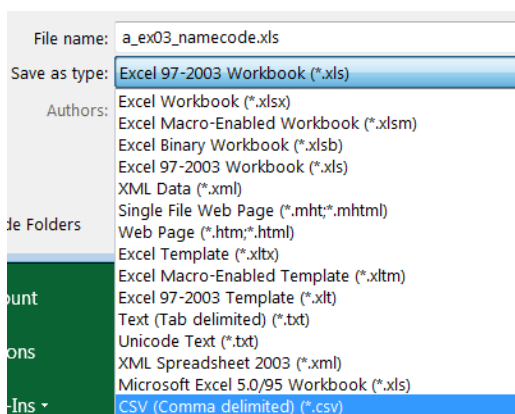 File name: a_ex03_namecode.xls
Save as type: Excel 97-2003 Workbook (*.xls)
Authors:
Excel Workbook (*.xlsx)
Excel Macro-Enabled Workbook (*.xlsm)
Excel Binary Workbook (*.xlsb)
Excel 97-2003 Workbook (*.xls)
XML Data (*.xml)
Single File Web Page (*.mht;*.mhtml)
de Folders
Web Page (*.htm;*.html)
Excel Template (*.xltx)
Excel Macro-Enabled Template (*.xltm)
ount
Excel 97-2003 Template (*.xlt)
Text (Tab delimited) (*.txt)
Unicode Text (*.txt)
ons
XML Spreadsheet 2003 (*.xml)
Microsoft Excel 5.0/95 Workbook (*.xls)
-Ins
CSV (Comma delimited) (*.csv)